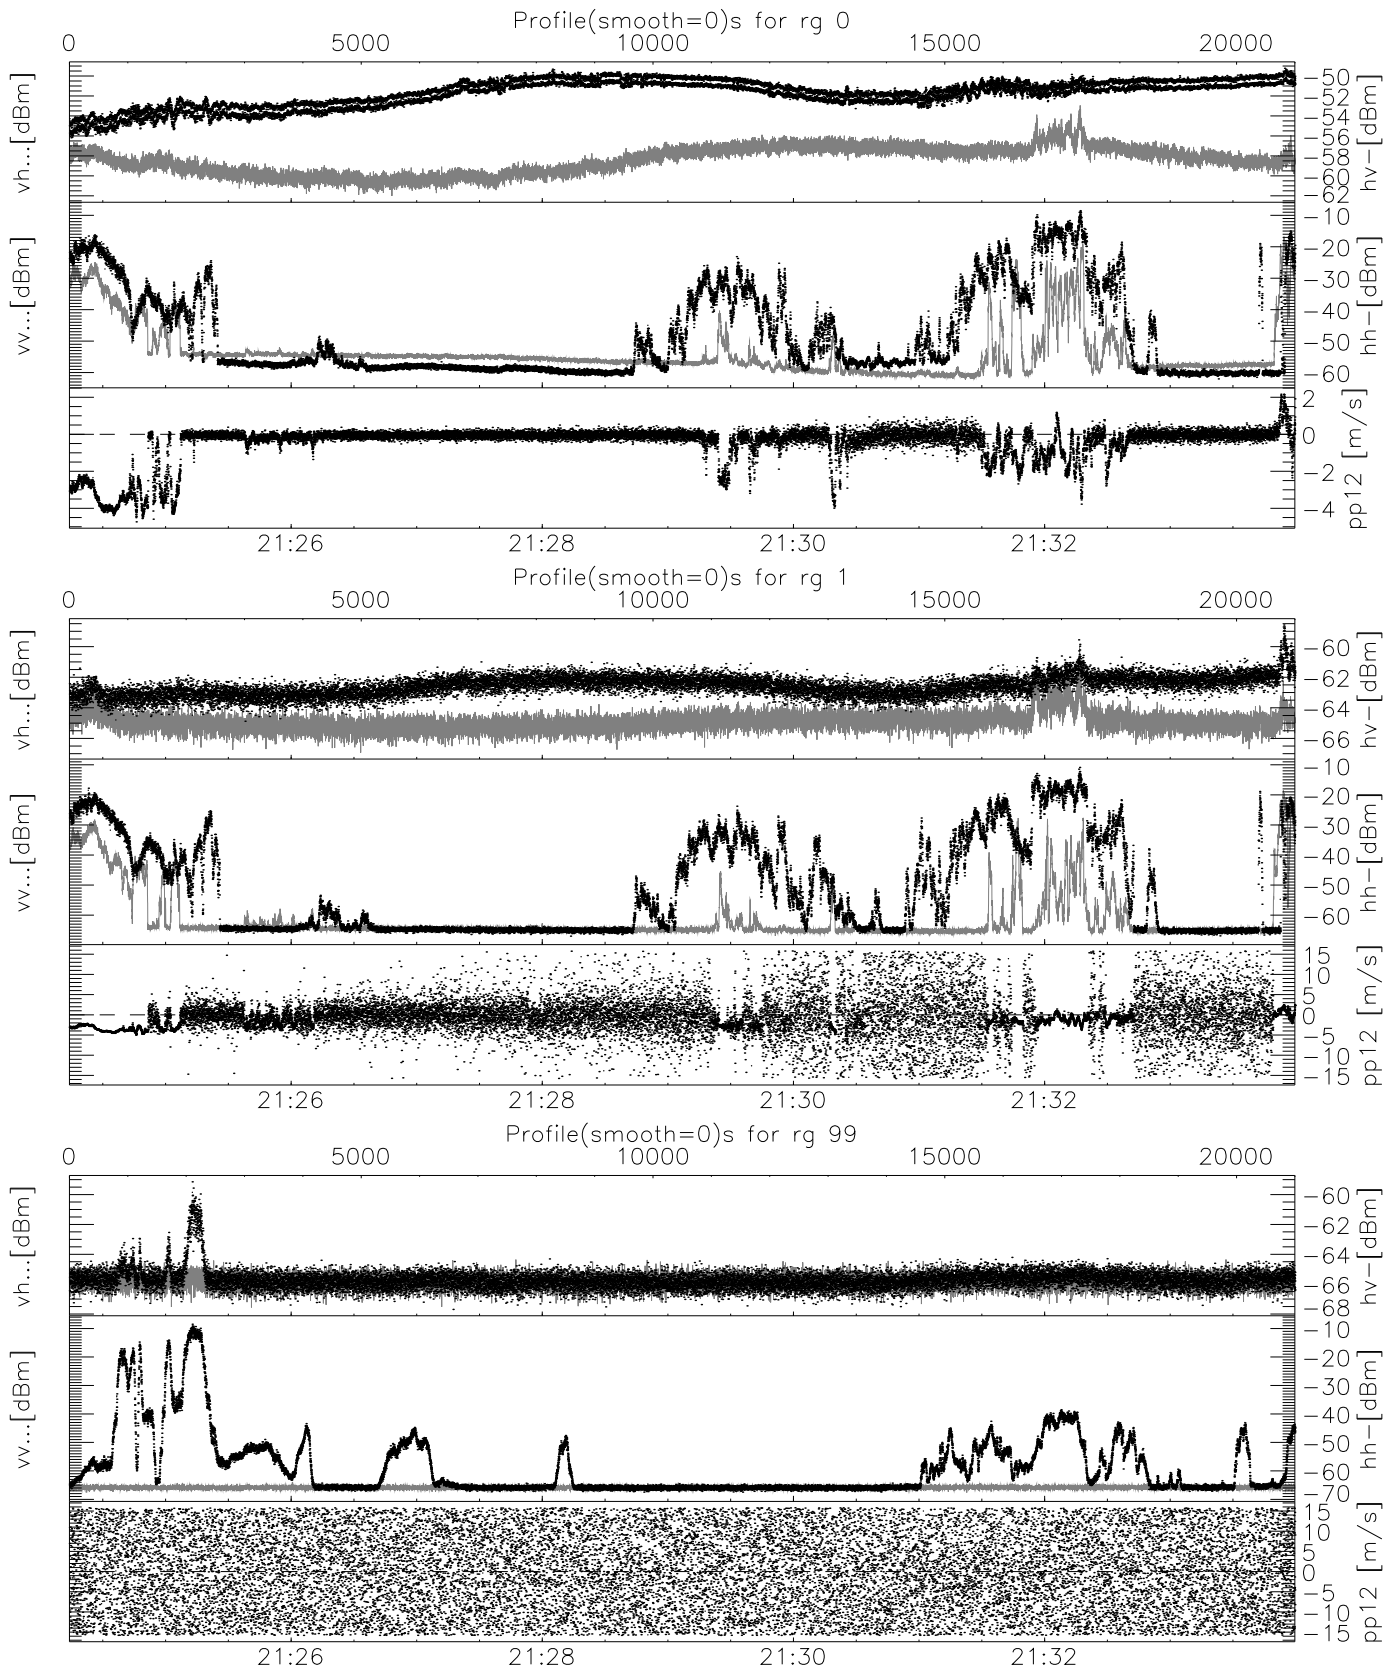 Profile(smooth=0)s for rg 0
0 5000 10000 15000 20000
vh...[dBm]
-50
-52
-54
-56
-58
-60
-62
hv-[dBm]
vv...[dBm]
-10
-20
-30
-40
-50
-60
hh-[dBm]
2
0
-2
-4
pp12 [m/s]
21:26 21:28 21:30 21:32
Profile(smooth=0)s for rg 1
0 5000 10000 15000 20000
vh...[dBm]
-60
-62
-64
-66
hv-[dBm]
vv...[dBm]
-10
-20
-30
-40
-50
-60
hh-[dBm]
15
10
5
0
-5
-10
-15
pp12 [m/s]
21:26 21:28 21:30 21:32
Profile(smooth=0)s for rg 99
0 5000 10000 15000 20000
vh...[dBm]
-60
-62
-64
-66
-68
hv-[dBm]
vv...[dBm]
-10
-20
-30
-40
-50
-60
-70
hh-[dBm]
15
10
5
0
-5
-10
-15
pp12 [m/s]
21:26 21:28 21:30 21:32